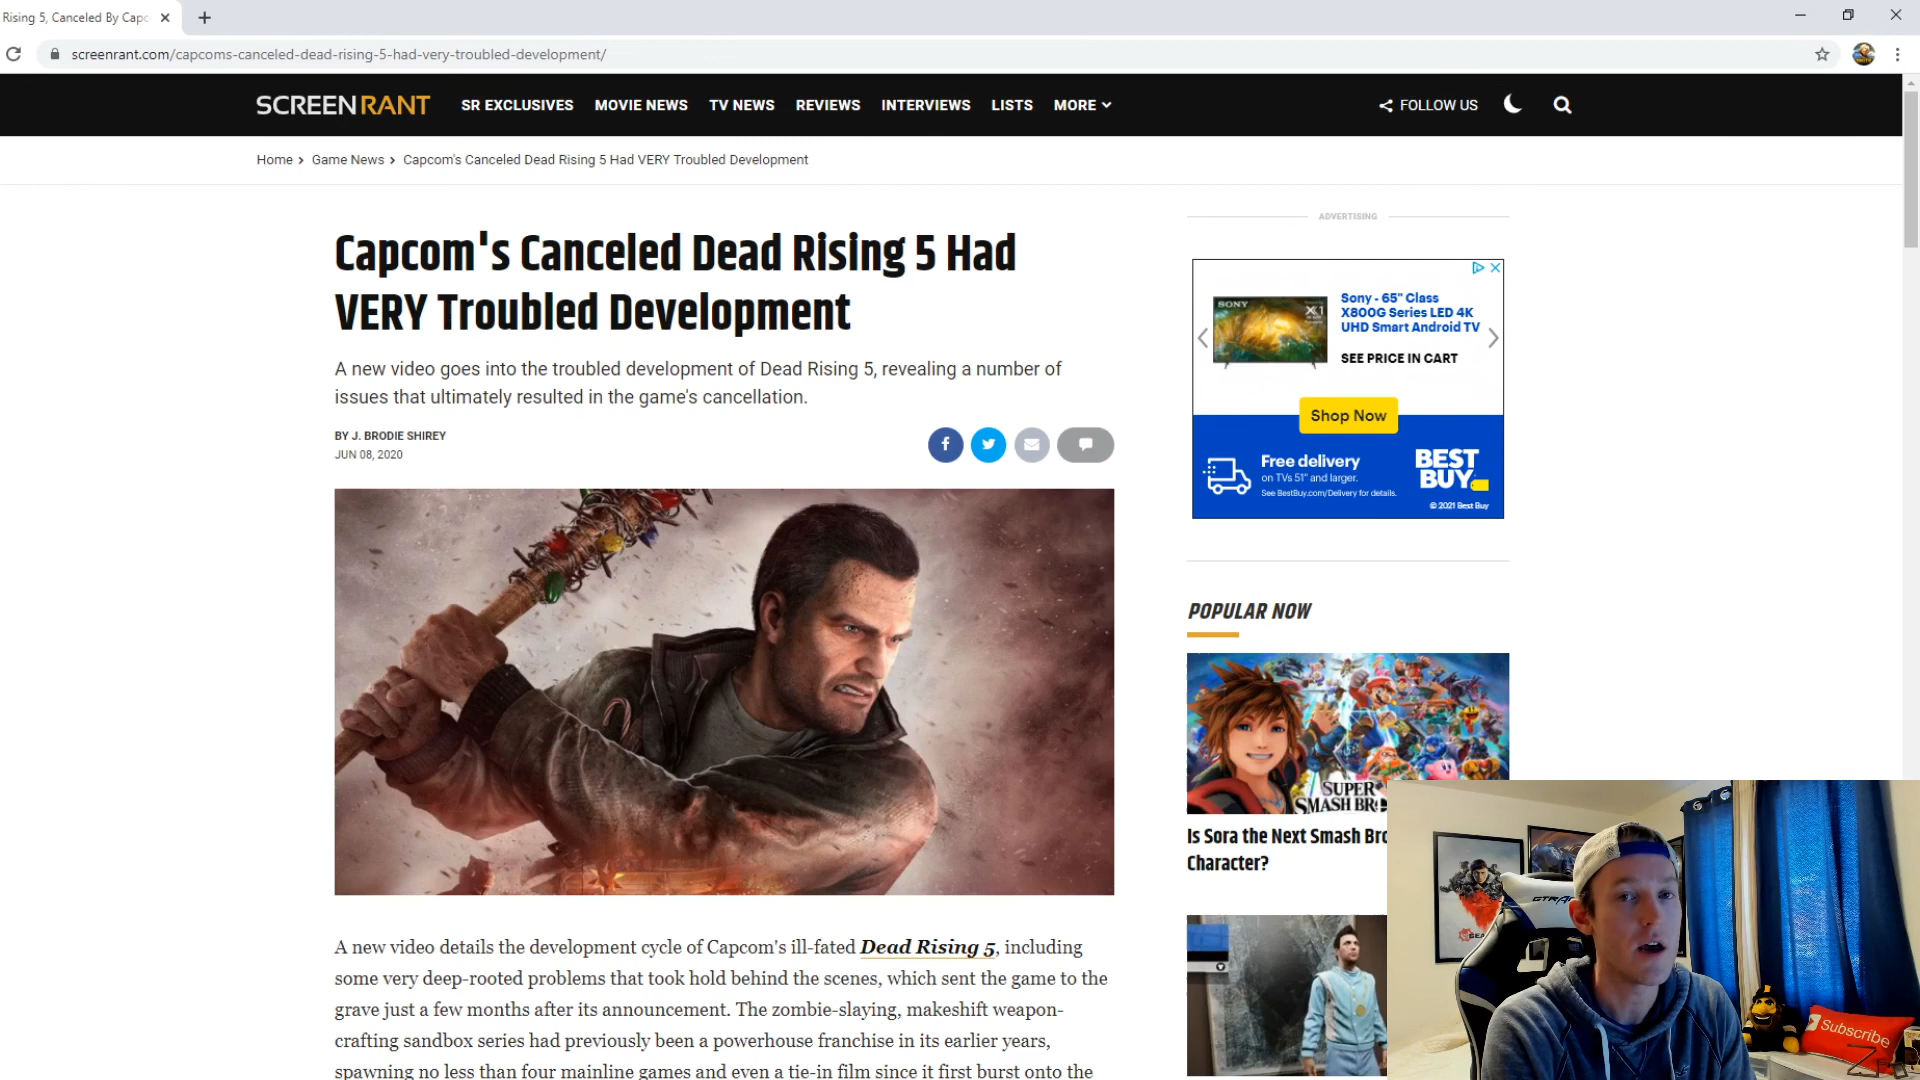 Rising 5, Canceled By Capc
screenrant.com/capcoms-canceled-dead-rising-5-had-very-troubled-development/
SCREENRANT
SR EXCLUSIVES
MOVIE NEWS
TV NEWS
REVIEWS
INTERVIEWS
LISTS
MORE
FOLLOW US
Home > Game News > Capcom's Canceled Dead Rising 5 Had VERY Troubled Development
Capcom's Canceled Dead Rising 5 Had
VERY Troubled Development
A new video goes into the troubled development of Dead Rising 5, revealing a number of
issues that ultimately resulted in the game's cancellation.
BY J. BRODIE SHIREY
JUN 08, 2020
A new video details the development cycle of Capcom's ill-fated Dead Rising 5, including
some very deep-rooted problems that took hold behind the scenes, which sent the game to the
grave just a few months after its announcement. The zombie-slaying, makeshift weapon-
crafting sandbox series had previously been a powerhouse franchise in its earlier years,
spawning no less than four mainline games and even a tie-in film since it first burst onto the
ADVERTISING
SONY
X1
Sony - 65" Class
X800G Series LED 4K
UHD Smart Android TV
SEE PRICE IN CART
Shop Now
Free delivery
on TVs 51" and larger.
See BestBuy.com/Delivery for details.
BEST
BUY
© 2021 Best Buy
POPULAR NOW
SUPER
SMASH BR
Is Sora the Next Smash Bro
Character?
GEA
Subscribe